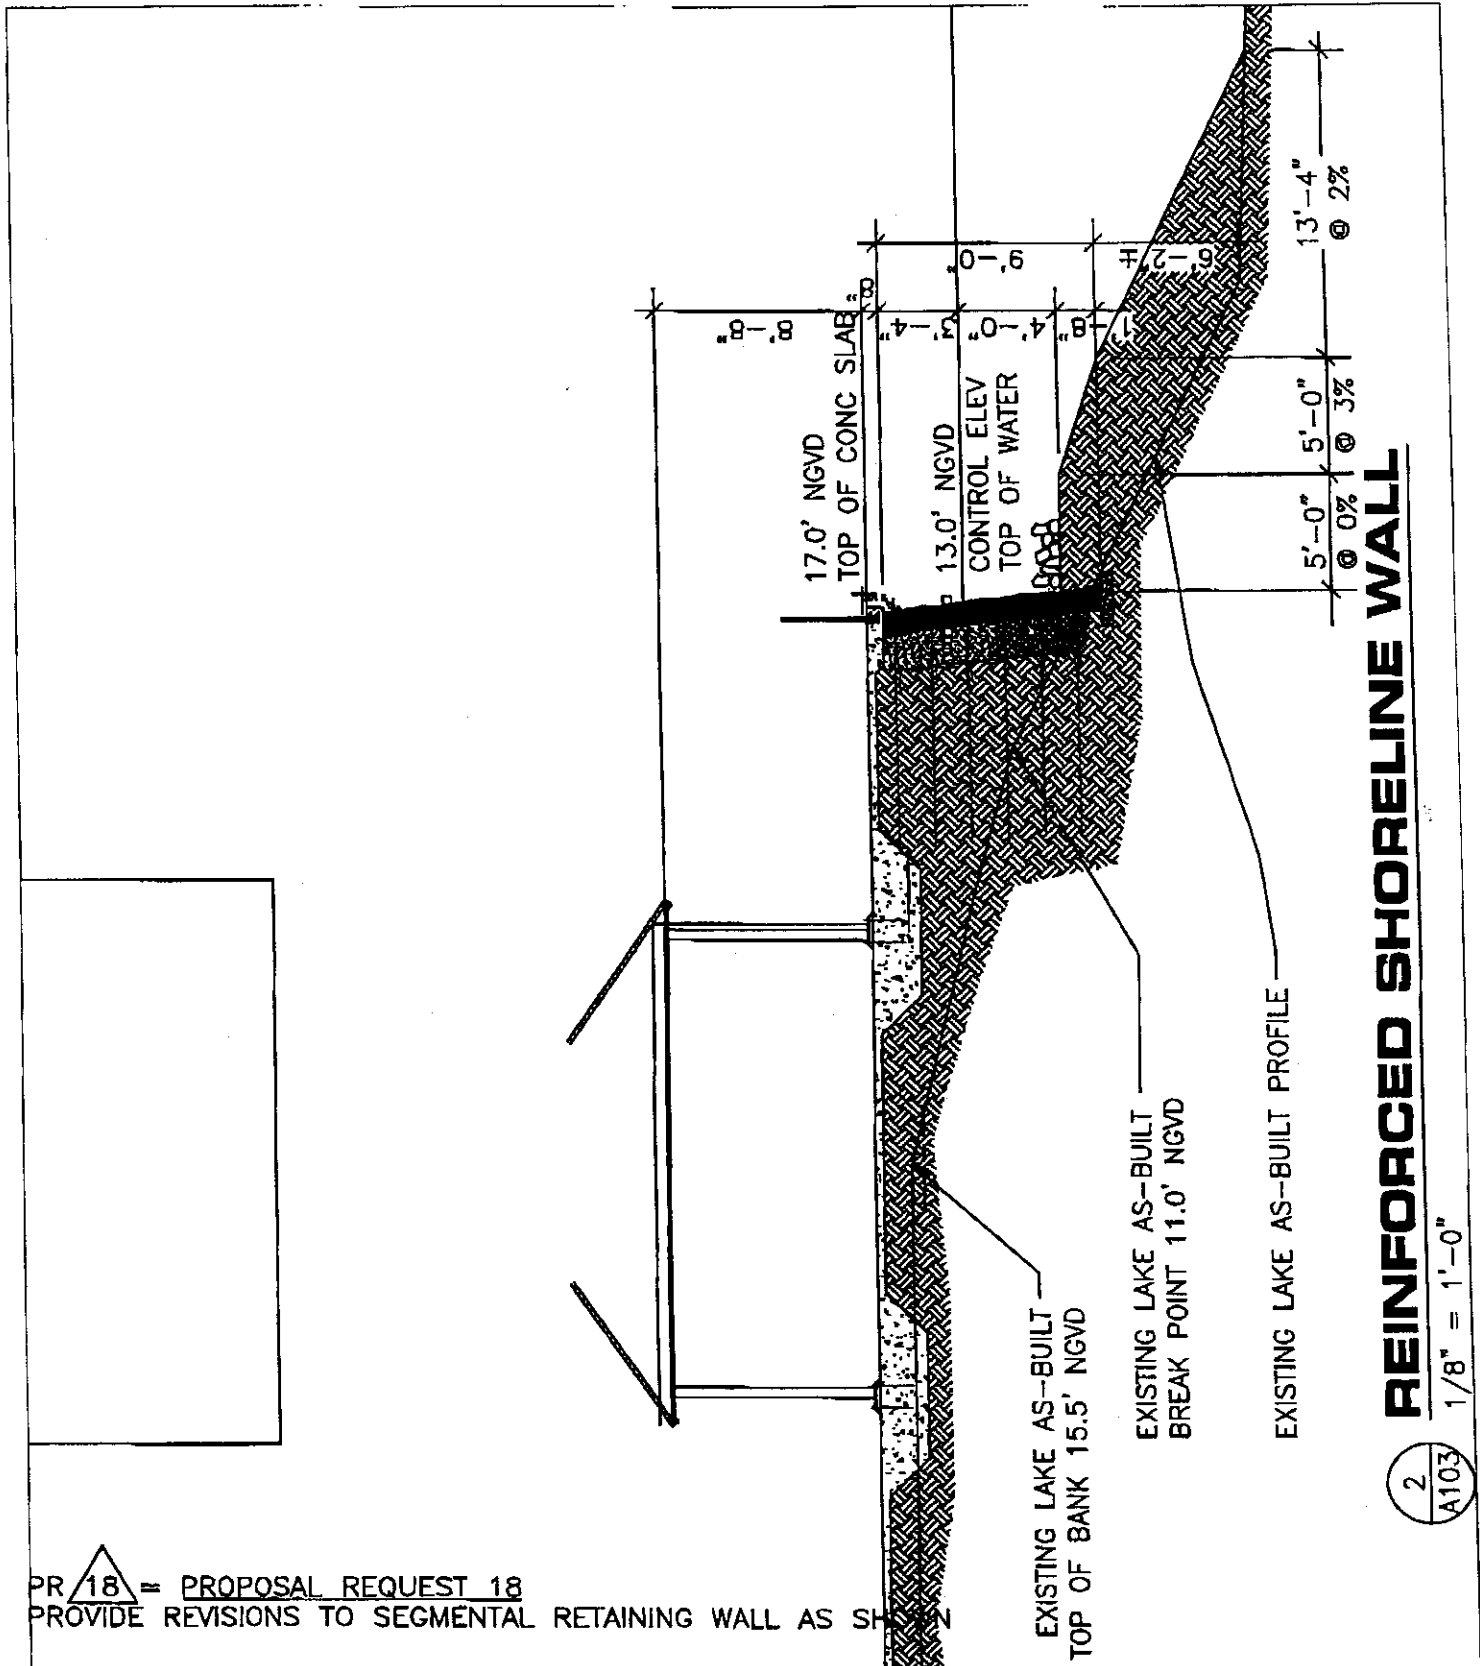 8'-8"
8"
3'-4"
4'-0"
1'-8"
9'-0"
6'-2"±
17.0' NGVD
TOP OF CONC SLAB
13.0' NGVD
CONTROL ELEV
TOP OF WATER
5'-0"
@ 0%
5'-0"
@ 3%
13'-4"
@ 2%
EXISTING LAKE AS-BUILT
TOP OF BANK 15.5' NGVD
EXISTING LAKE AS-BUILT
BREAK POINT 11.0' NGVD
EXISTING LAKE AS-BUILT PROFILE
2
A103
REINFORCED SHORELINE WALL
1/8" = 1'-0"
PR 18 = PROPOSAL REQUEST 18
PROVIDE REVISIONS TO SEGMENTAL RETAINING WALL AS